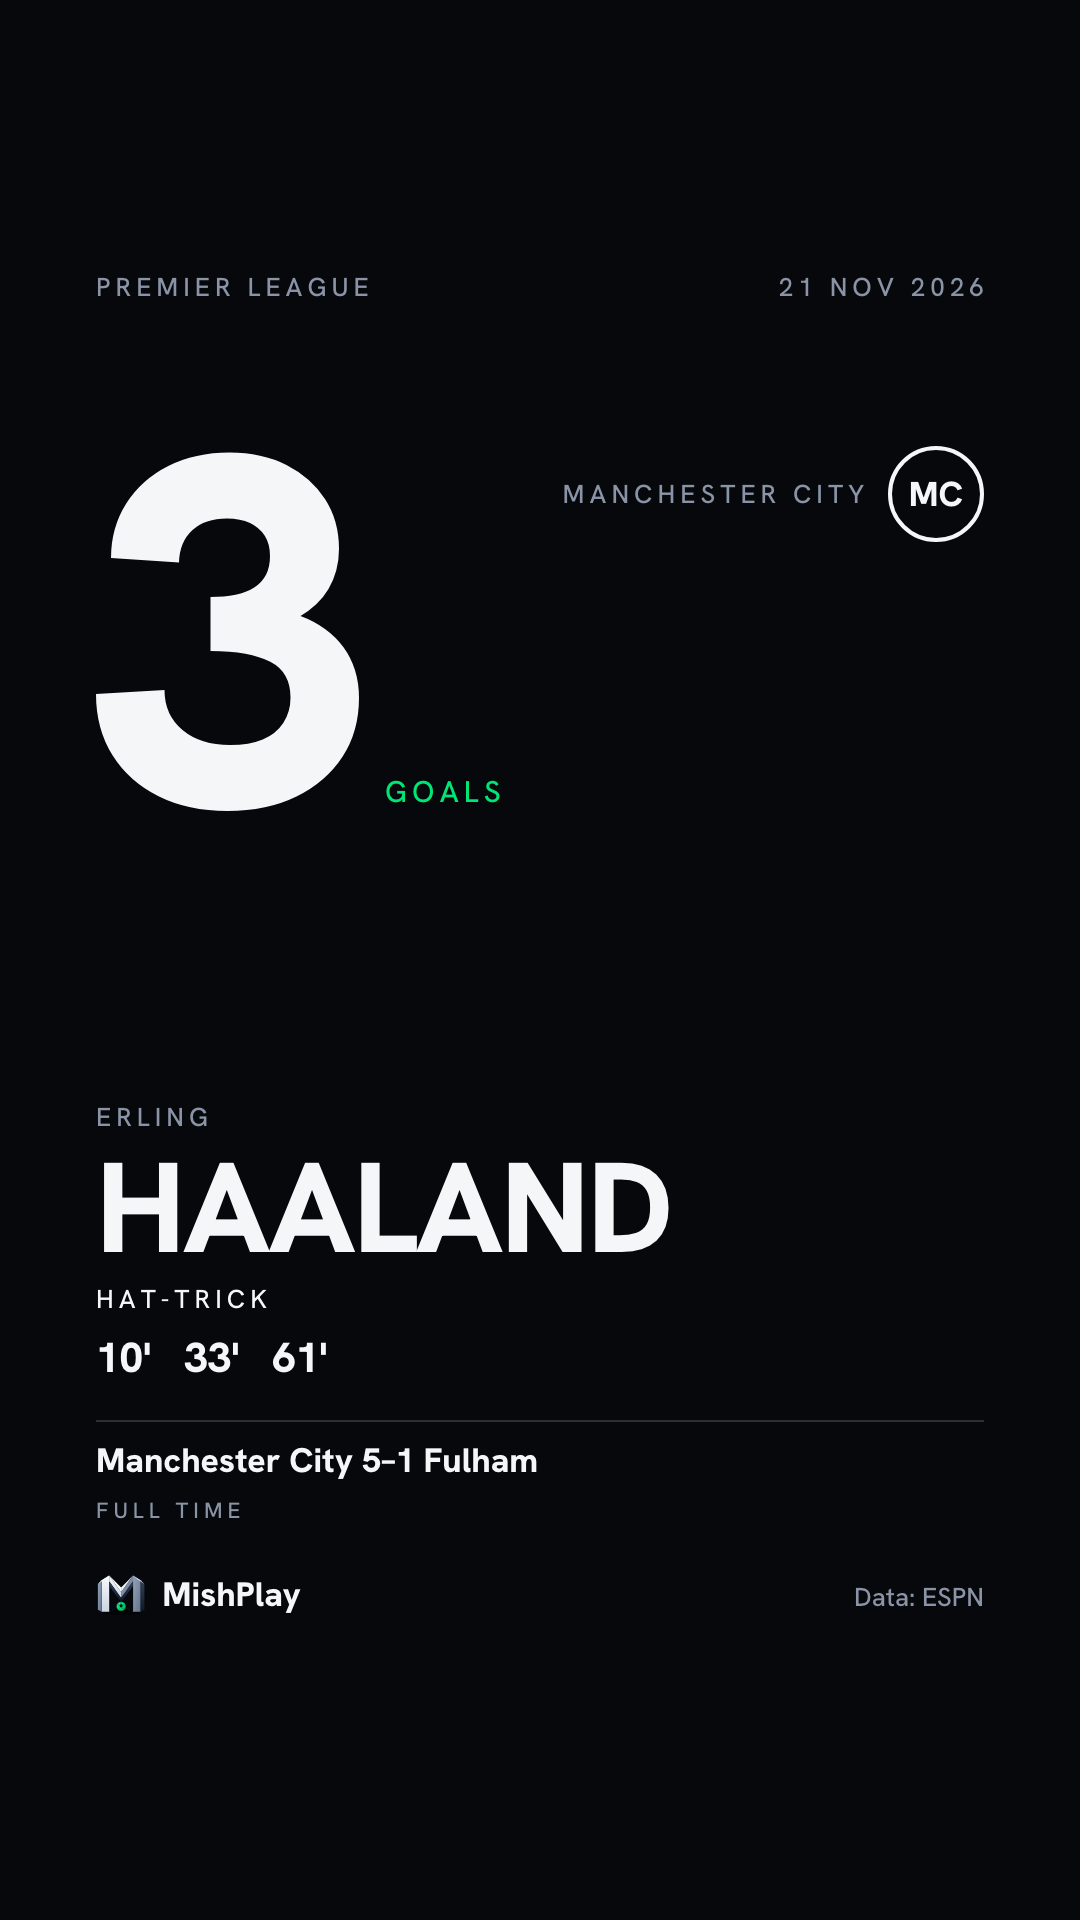 PREMIER LEAGUE
21 NOV 2026
MANCHESTER CITY
MC
3
GOALS
ERLING
HAALAND
HAT-TRICK
10' 33' 61'
Manchester City 5–1 Fulham
FULL TIME
MishPlay
Data: ESPN